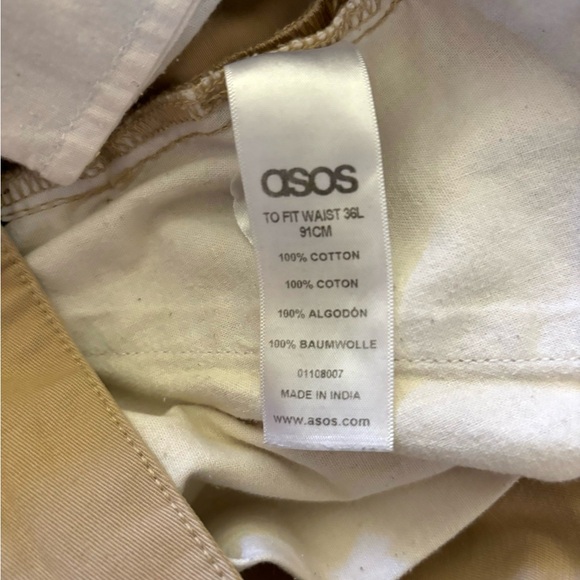 asos
TO FIT WAIST 36L
91CM
100% COTTON
100% COTON
100% ALGODÓN
100% BAUMWOLLE
01108007
MADE IN INDIA
www.asos.com